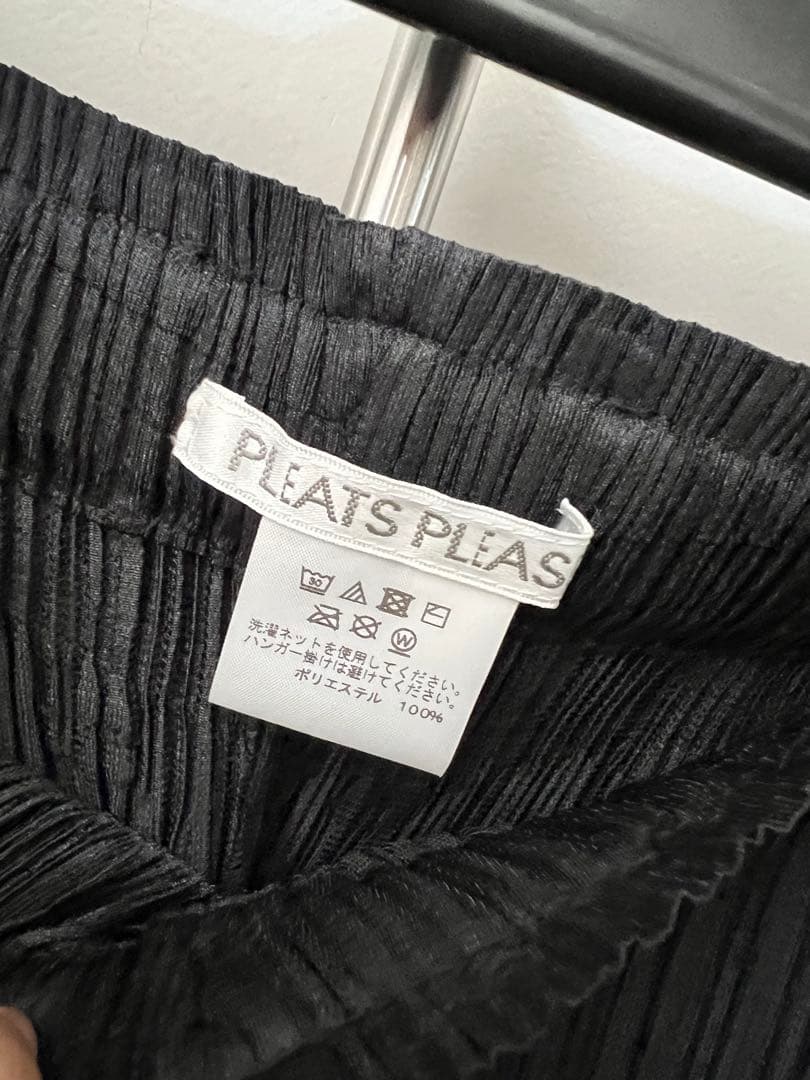 PLEATS PLEAS
30
W
洗濯ネットを使用してください。
ハンガー掛けは避けてください。
ポリエステル 100%